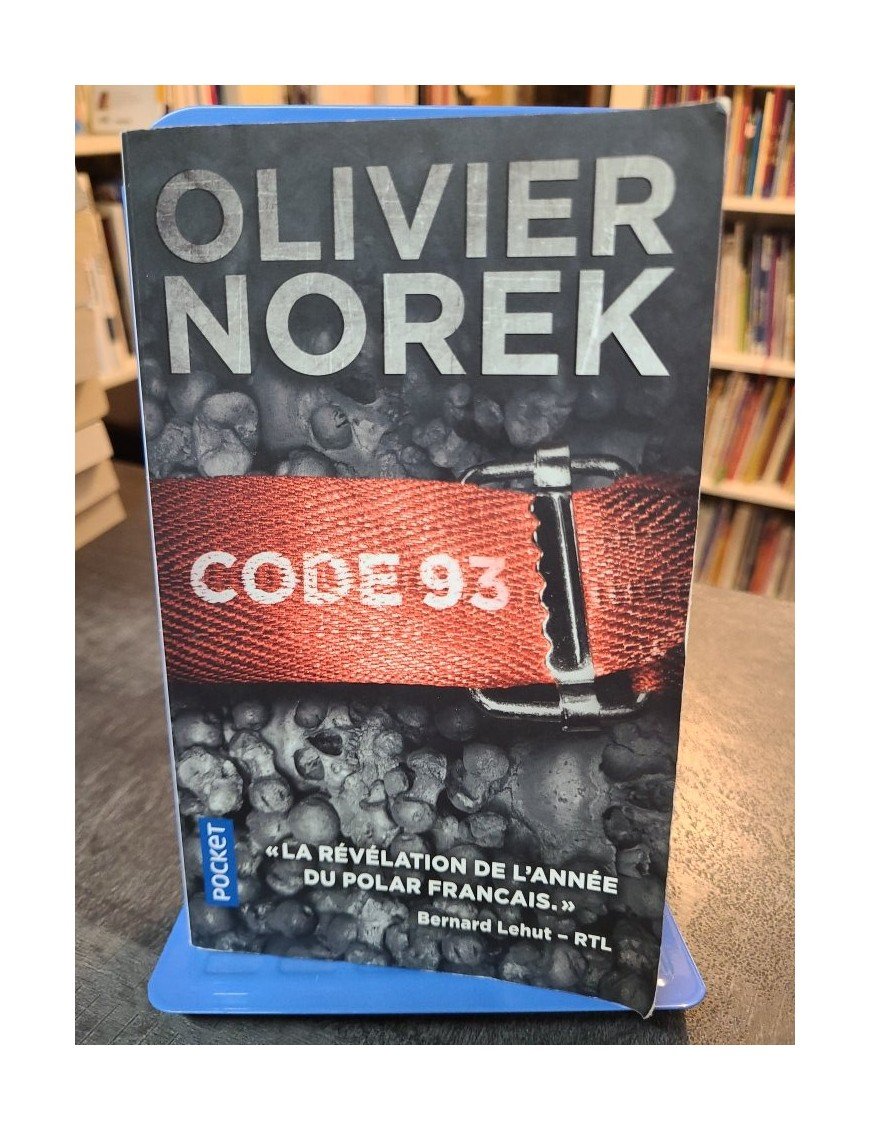 OLIVIER
NOREK
CODE 93
POCKET
« LA RÉVÉLATION DE L'ANNÉE
DU POLAR FRANCAIS. »
Bernard Lehut – RTL